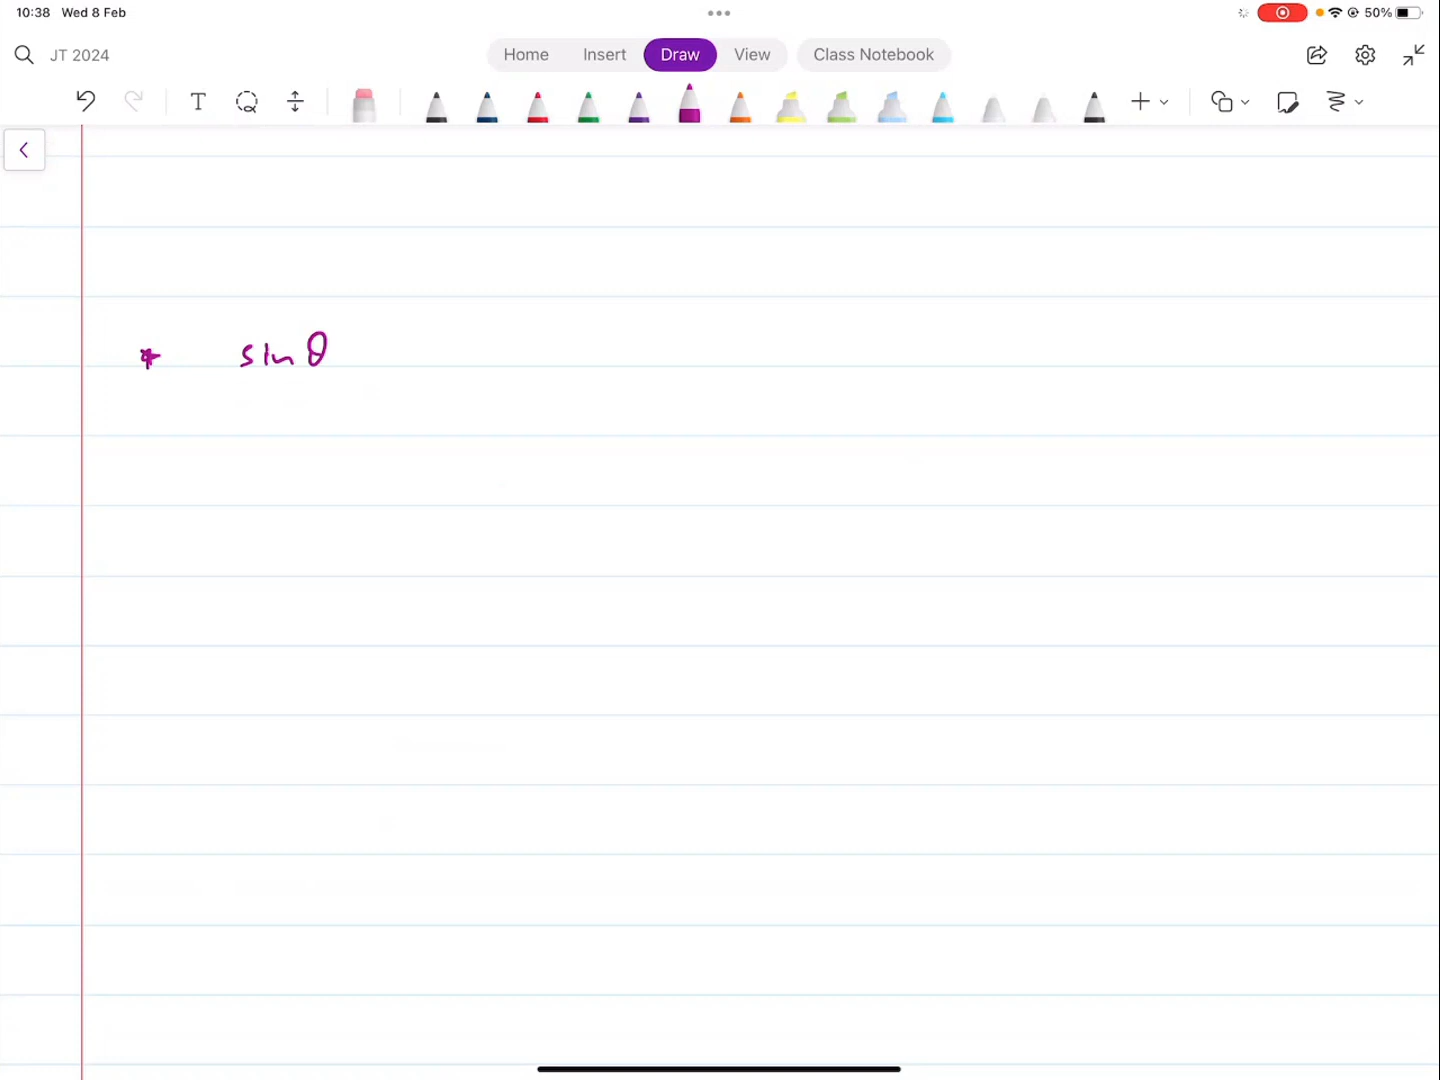 10:38 Wed 8 Feb
50%
JT 2024
Home Insert Draw View Class Notebook
T
* sin θ